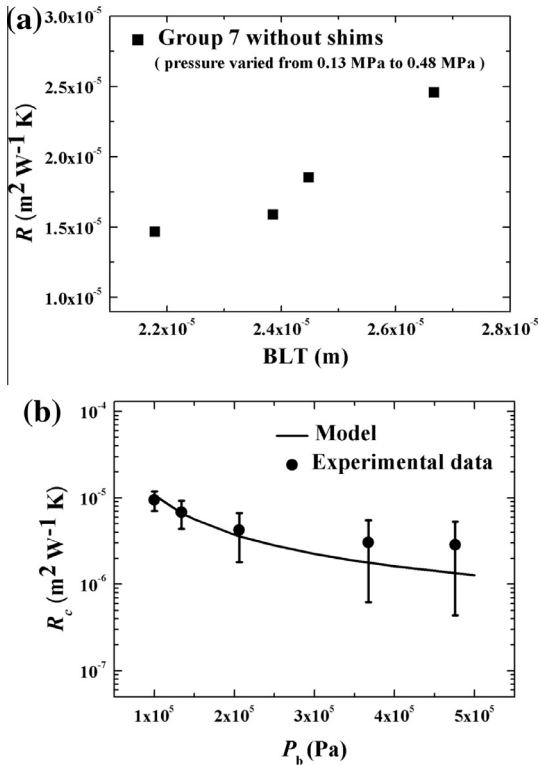 (a)
3.0x10⁻⁵
2.5x10⁻⁵
2.0x10⁻⁵
1.5x10⁻⁵
1.0x10⁻⁵
R (m² W⁻¹ K)
Group 7 without shims
( pressure varied from 0.13 MPa to 0.48 MPa )
2.2x10⁻⁵ 2.4x10⁻⁵ 2.6x10⁻⁵ 2.8x10⁻⁵
BLT (m)
(b)
10⁻⁴
10⁻⁵
10⁻⁶
10⁻⁷
R_c (m² W⁻¹ K)
Model
Experimental data
1x10⁵ 2x10⁵ 3x10⁵ 4x10⁵ 5x10⁵
P_b (Pa)